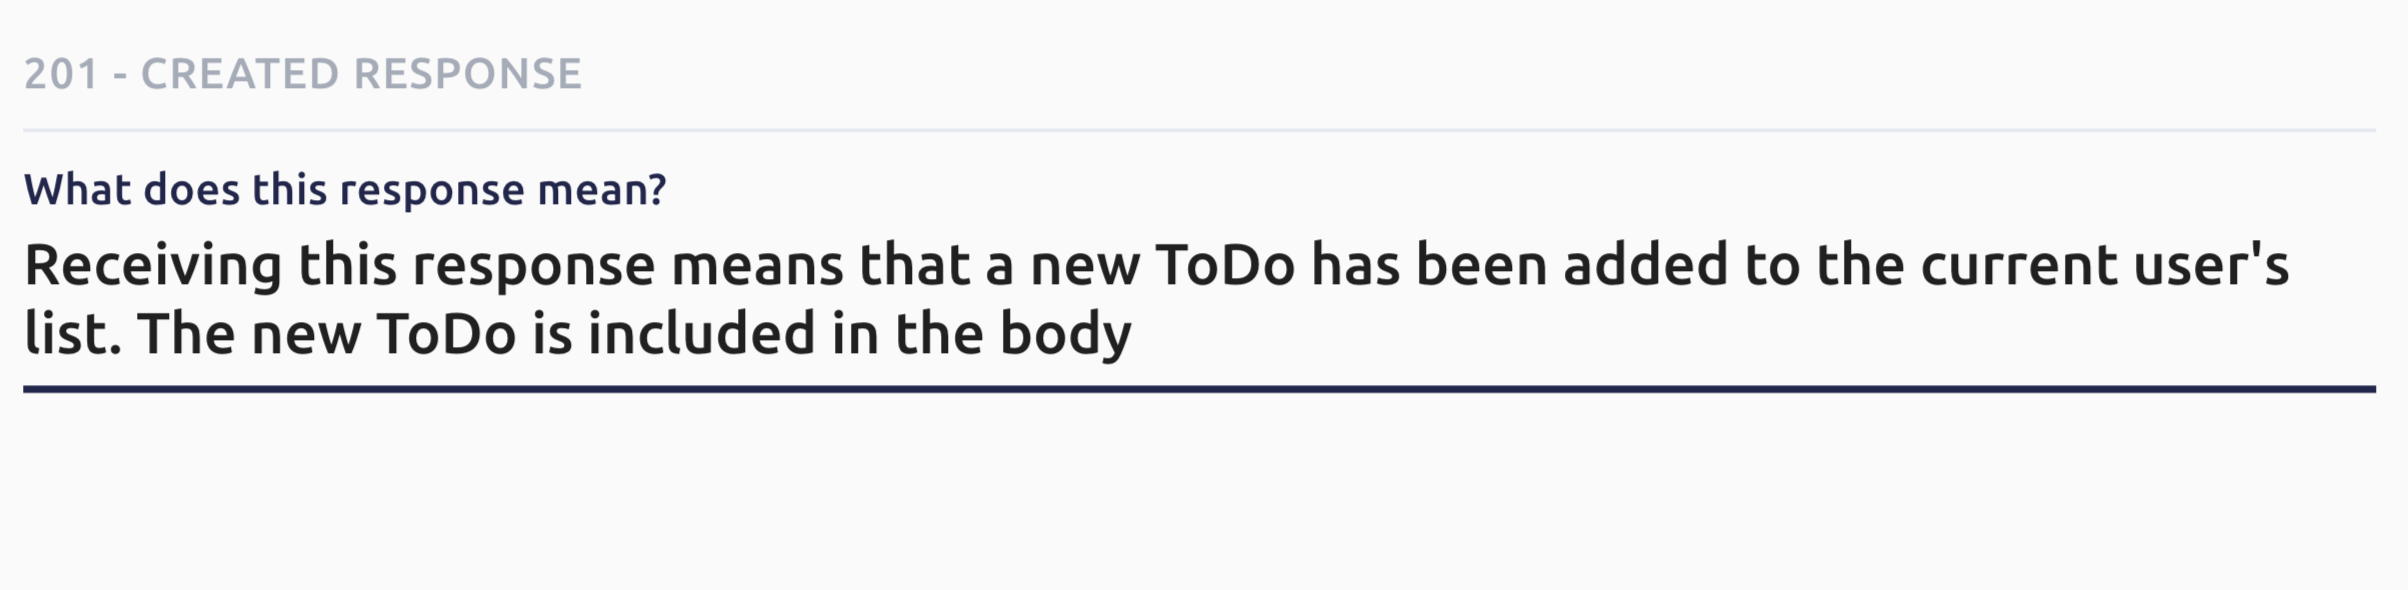 201 - CREATED RESPONSE
What does this response mean?
Receiving this response means that a new ToDo has been added to the current user's
list. The new ToDo is included in the body